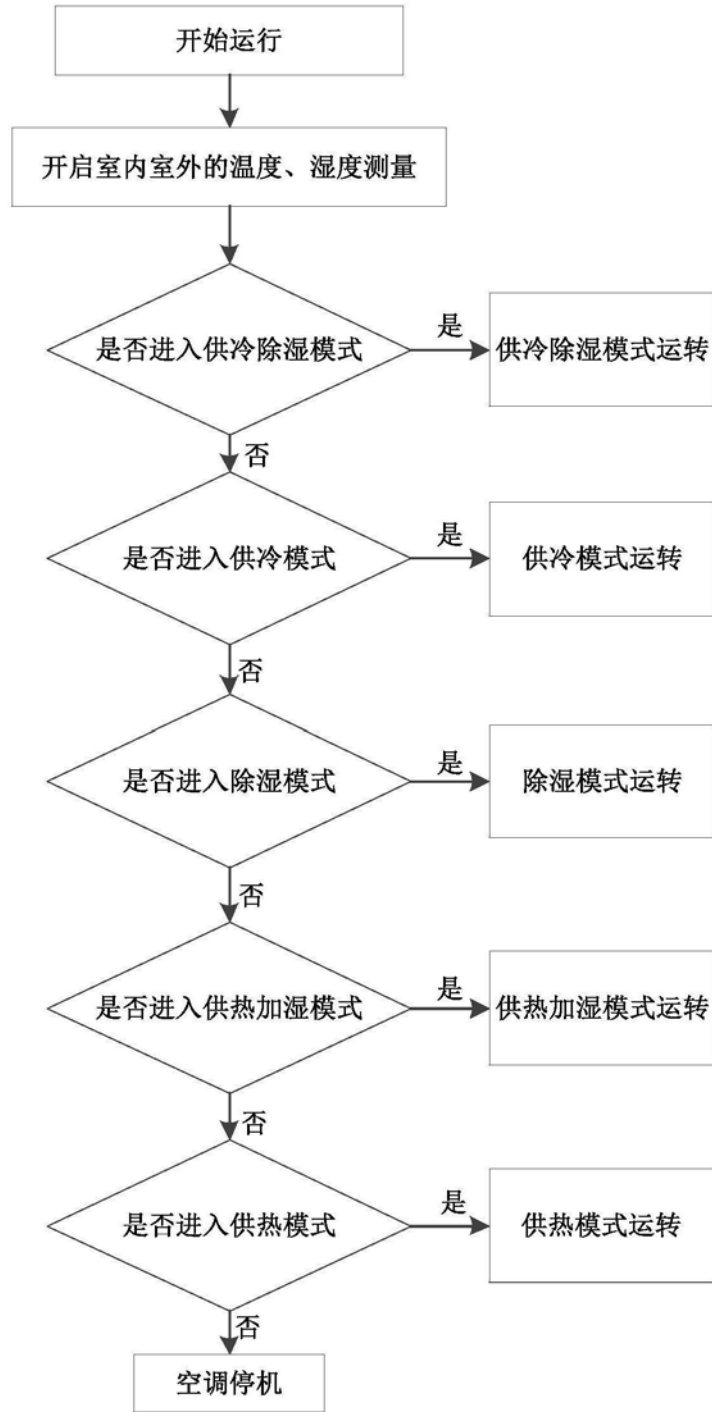 开始运行
开启室内室外的温度、湿度测量
是否进入供冷除湿模式
是
供冷除湿模式运转
否
是否进入供冷模式
是
供冷模式运转
否
是否进入除湿模式
是
除湿模式运转
否
是否进入供热加湿模式
是
供热加湿模式运转
否
是否进入供热模式
是
供热模式运转
否
空调停机